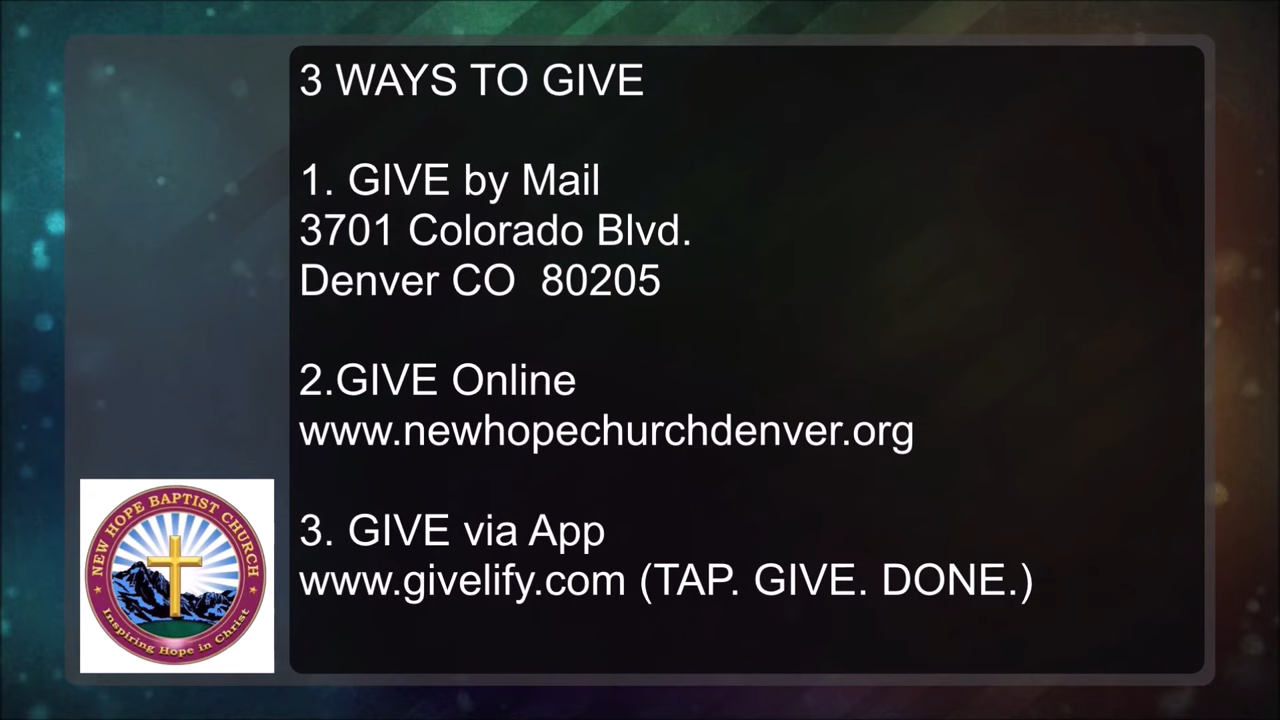 3 WAYS TO GIVE
1. GIVE by Mail
3701 Colorado Blvd.
Denver CO  80205
2.GIVE Online
www.newhopechurchdenver.org
3. GIVE via App
www.givelify.com (TAP. GIVE. DONE.)
NEW HOPE BAPTIST CHURCH
Inspiring Hope in Christ